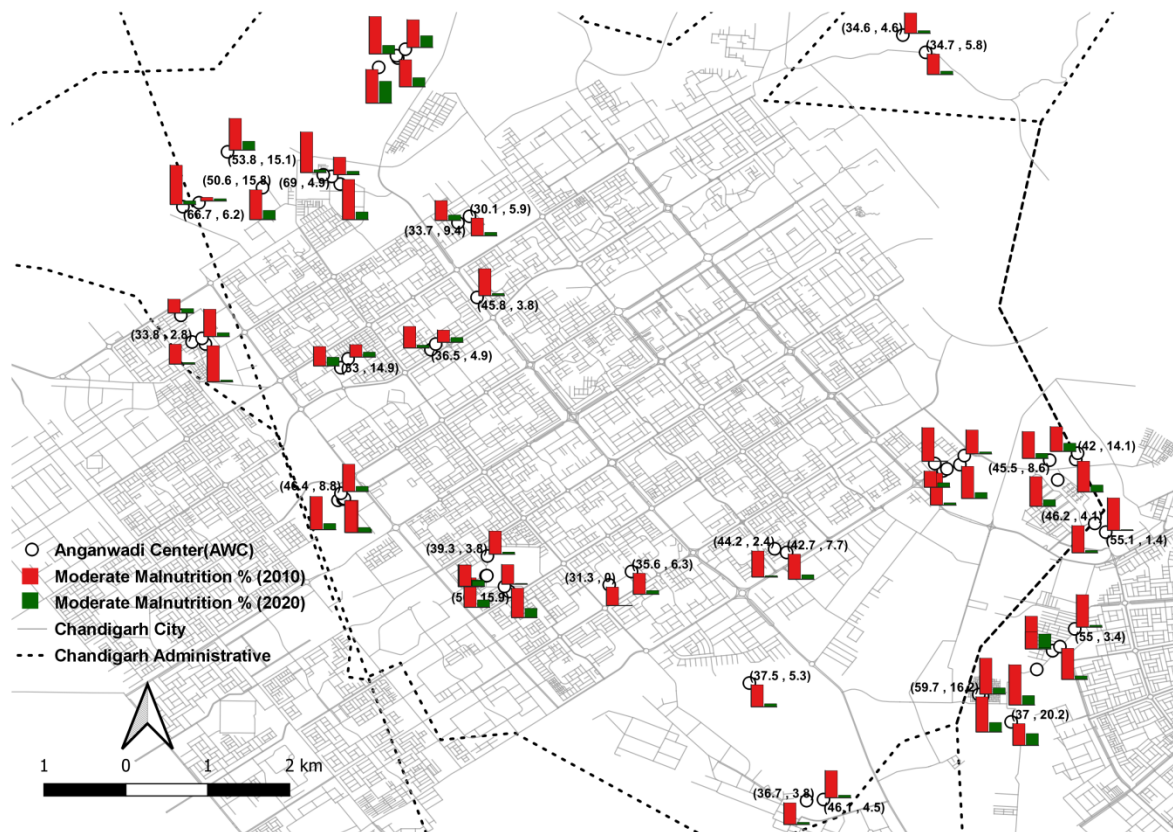 (34.6 , 4.6)
(34.7 , 5.8)
(53.8 , 15.1)
(50.6 , 15.8)
(69 , 4.9)
(66.7 , 6.2)
(30.1 , 5.9)
(33.7 , 9.4)
(45.8 , 3.8)
(33.8 , 2.8)
(36.5 , 4.9)
14.9)
(42 , 14.1)
(45.5 , 8.6)
(46.4 , 8.8)
(46.2 , 4.1)
(55.1 , 1.4)
(39.3 , 3.8)
(44.2 , 2.4)
(42.7 , 7.7)
(35.6 , 6.3)
(31.3 , 0)
15.9)
Anganwadi Center(AWC)
Moderate Malnutrition % (2010)
Moderate Malnutrition % (2020)
Chandigarh City
Chandigarh Administrative
(55 , 3.4)
(37.5 , 5.3)
(59.7 ,
(37 , 20.2)
(36.7 , 3.8)
(46.1 , 4.5)
1 0 1 2 km